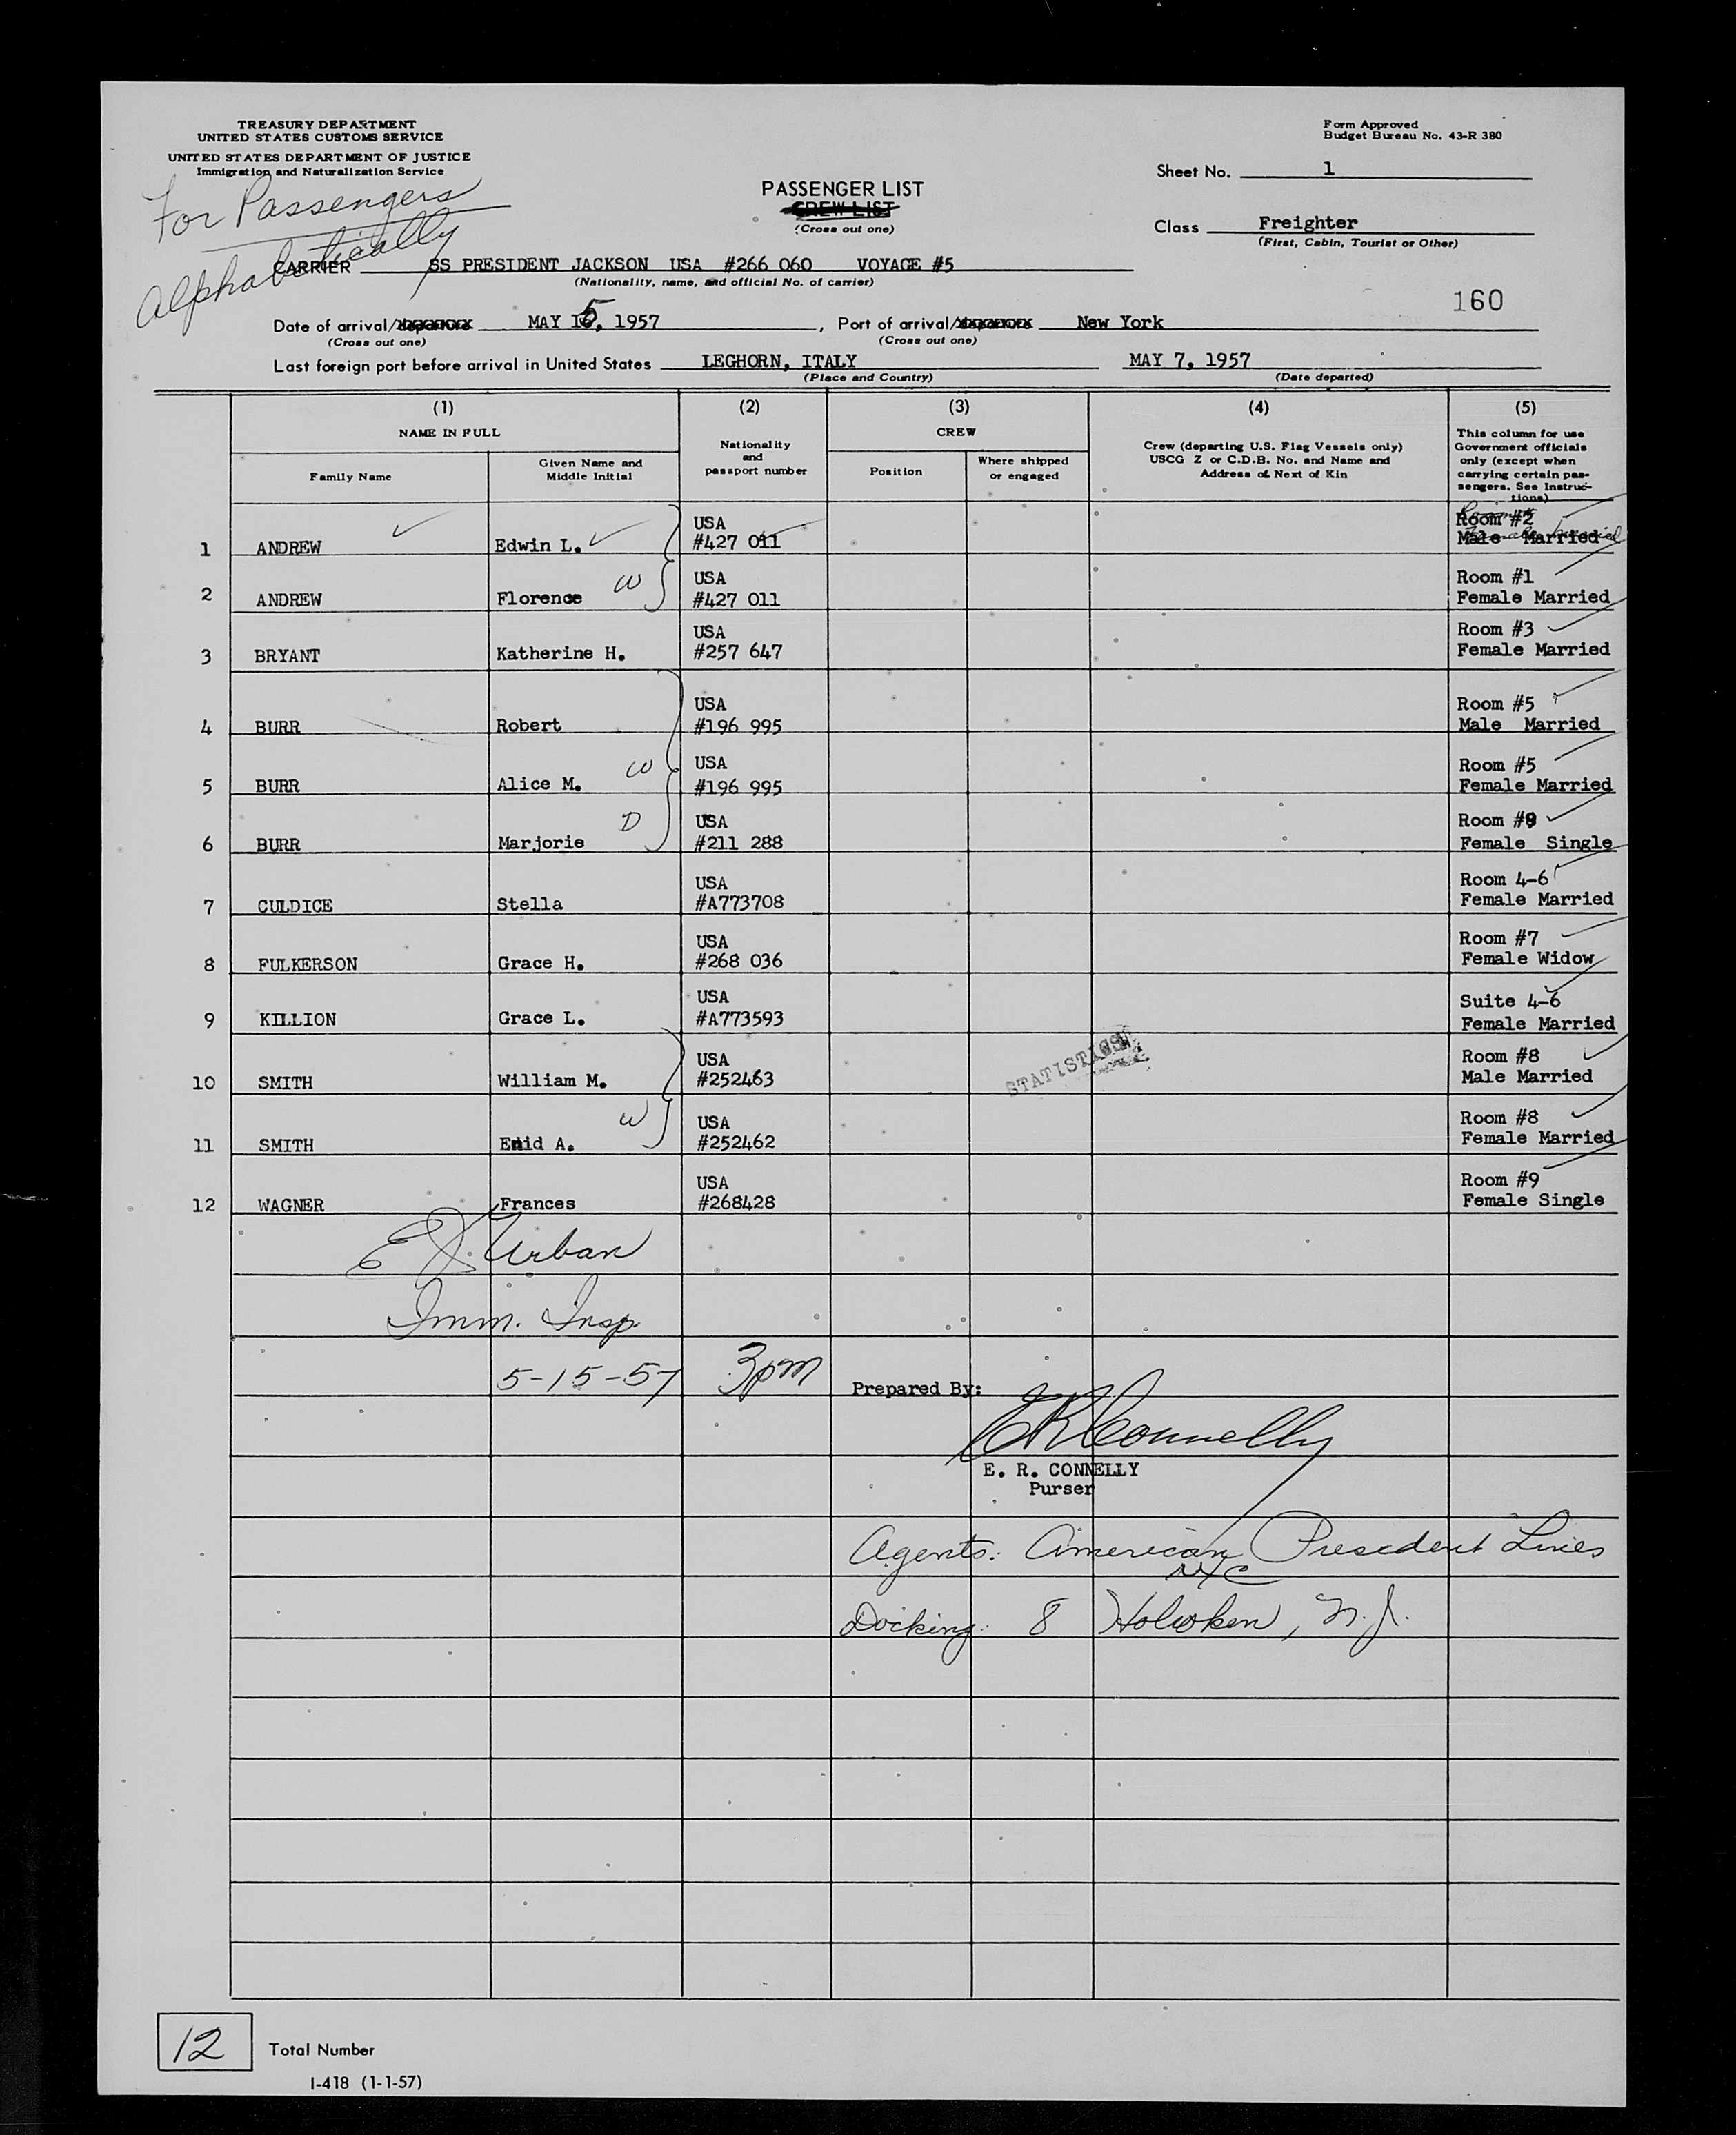 TREASURY DEPARTMENT
UNITED STATES CUSTOMS SERVICE
UNITED STATES DEPARTMENT OF JUSTICE
Immigration and Naturalization Service
For Passengers
alphabetically
Form Approved
Budget Bureau No. 43-R 380
Sheet No. 1
PASSENGER LIST
CREW LIST
(Cross out one)
Class Freighter
(First, Cabin, Tourist or Other)
CARRIER SS PRESIDENT JACKSON USA #266 060 VOYAGE #5
(Nationality, name, and official No. of carrier)
160
Date of arrival/departure MAY 15, 1957, Port of arrival/departure New York
(Cross out one) (Cross out one)
Last foreign port before arrival in United States LEGHORN, ITALY MAY 7, 1957
(Place and Country) (Date departed)
(1) (2) (3) (4) (5)
NAME IN FULL
Family Name
Given Name and
Middle Initial
Nationality
and
passport number
CREW
Position
Where shipped
or engaged
Crew (departing U.S. Flag Vessels only)
USCG Z or C.D.B. No. and Name and
Address of Next of Kin
This column for use
Government officials
only (except when
carrying certain pas-
sengers. See Instruc-
tions)
USA Room #2
1 ANDREW Edwin L. #427 011 Male Married
USA Room #1
2 ANDREW Florence W #427 011 Female Married
USA Room #3
3 BRYANT Katherine H. #257 647 Female Married
USA Room #5
4 BURR Robert #196 995 Male Married
USA Room #5
5 BURR Alice M. W #196 995 Female Married
USA Room #9
6 BURR Marjorie D #211 288 Female Single
USA Room 4-6
7 CULDICE Stella #A773708 Female Married
USA Room #7
8 FULKERSON Grace H. #268 036 Female Widow
USA Suite 4-6
9 KILLION Grace L. #A773593 Female Married
USA Room #8
10 SMITH William M. #252463 Male Married
STATISTICS
USA Room #8
11 SMITH Enid A. W #252462 Female Married
USA Room #9
12 WAGNER Frances #268428 Female Single
E J. Urban
Imm. Insp
5-15-57 3pm
Prepared By:
E R Connelly
E. R. CONNELLY
Purser
Agents: American President Lines
NYC
Docking: 8 Hoboken, N.J.
12 Total Number
I-418 (1-1-57)